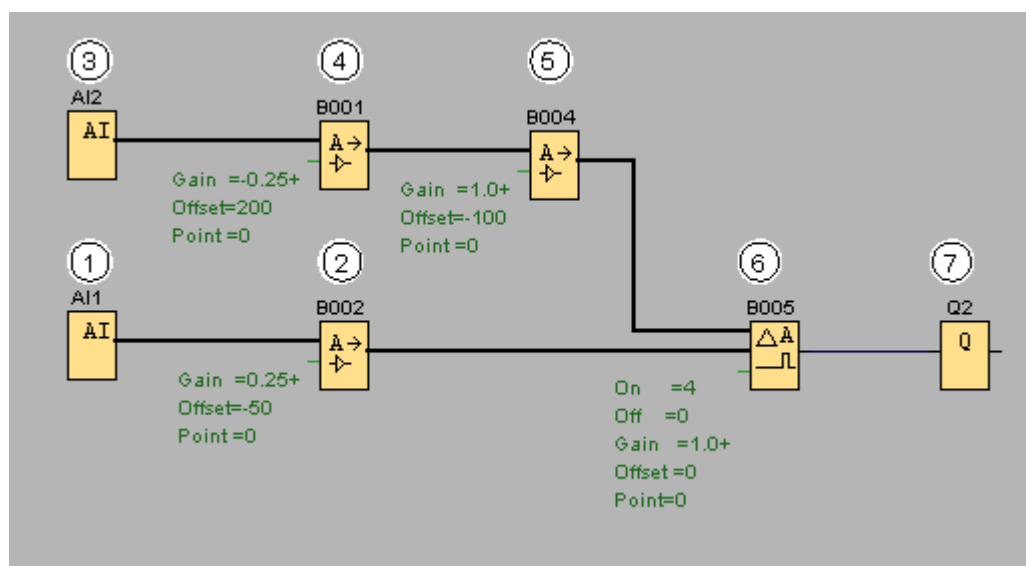 3
4
5
AI2
B001
B004
AI
A→
A→
Gain =-0.25+
Offset=200
Point =0
Gain =1.0+
Offset=-100
Point =0
1
2
6
7
AI1
B002
B005
Q2
AI
A→
△A
Q
Gain =0.25+
Offset=-50
Point =0
On =4
Off =0
Gain =1.0+
Offset =0
Point=0